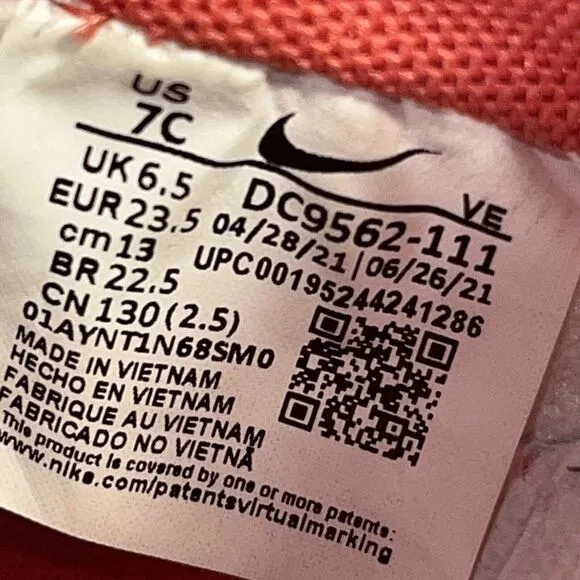 US
7C
VE
UK 6.5
EUR 23.5
cm 13
BR 22.5
CN 130 (2.5)
DC9562-111
04/28/21 | 06/26/21
UPC00195244241286
01AYNT1N68SM0
MADE IN VIETNAM
HECHO EN VIETNAM
FABRIQUE AU VIETNAM
FABRICADO NO VIETNÃ
This product is covered by one or more patents:
www.nike.com/patentsvirtualmarking